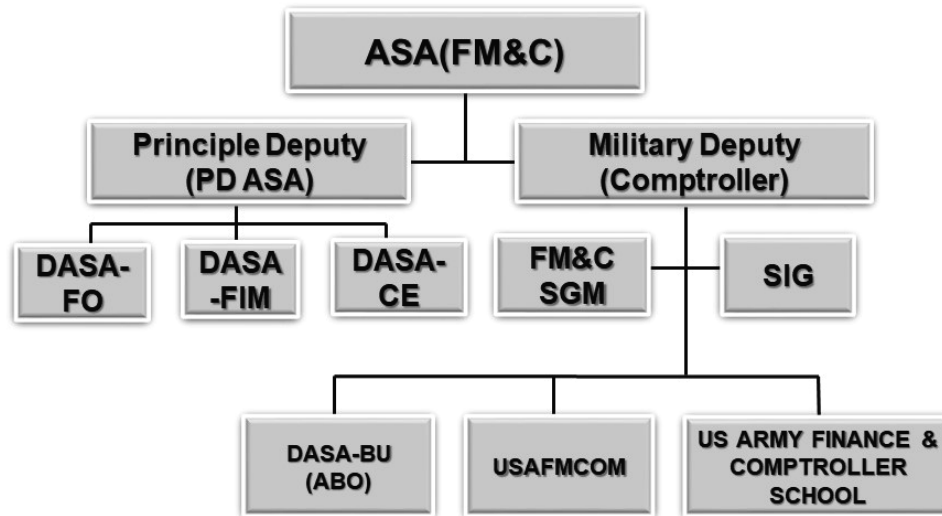 ASA(FM&C)
Principle Deputy
(PD ASA)
Military Deputy
(Comptroller)
DASA-
FO
DASA
-FIM
DASA-
CE
FM&C
SGM
SIG
DASA-BU
(ABO)
USAFMCOM
US ARMY FINANCE &
COMPTROLLER
SCHOOL